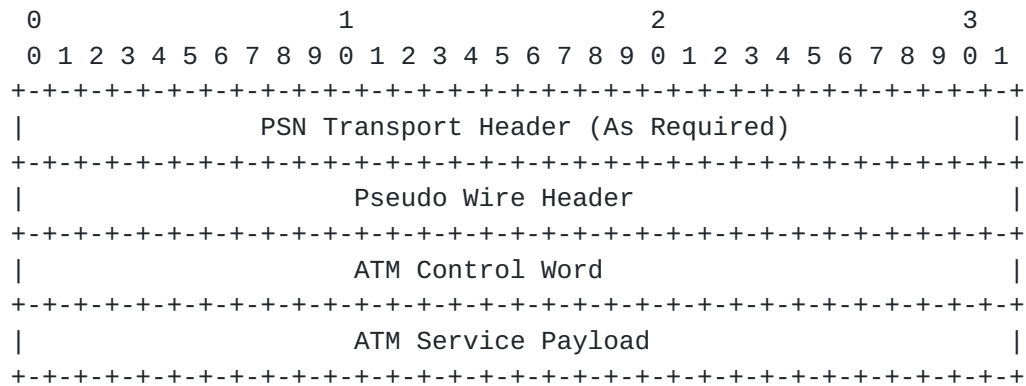 0                   1                   2                   3
 0 1 2 3 4 5 6 7 8 9 0 1 2 3 4 5 6 7 8 9 0 1 2 3 4 5 6 7 8 9 0 1
+-+-+-+-+-+-+-+-+-+-+-+-+-+-+-+-+-+-+-+-+-+-+-+-+-+-+-+-+-+-+-+-+
|               PSN Transport Header (As Required)              |
+-+-+-+-+-+-+-+-+-+-+-+-+-+-+-+-+-+-+-+-+-+-+-+-+-+-+-+-+-+-+-+-+
|                     Pseudo Wire Header                        |
+-+-+-+-+-+-+-+-+-+-+-+-+-+-+-+-+-+-+-+-+-+-+-+-+-+-+-+-+-+-+-+-+
|                     ATM Control Word                          |
+-+-+-+-+-+-+-+-+-+-+-+-+-+-+-+-+-+-+-+-+-+-+-+-+-+-+-+-+-+-+-+-+
|                     ATM Service Payload                       |
+-+-+-+-+-+-+-+-+-+-+-+-+-+-+-+-+-+-+-+-+-+-+-+-+-+-+-+-+-+-+-+-+